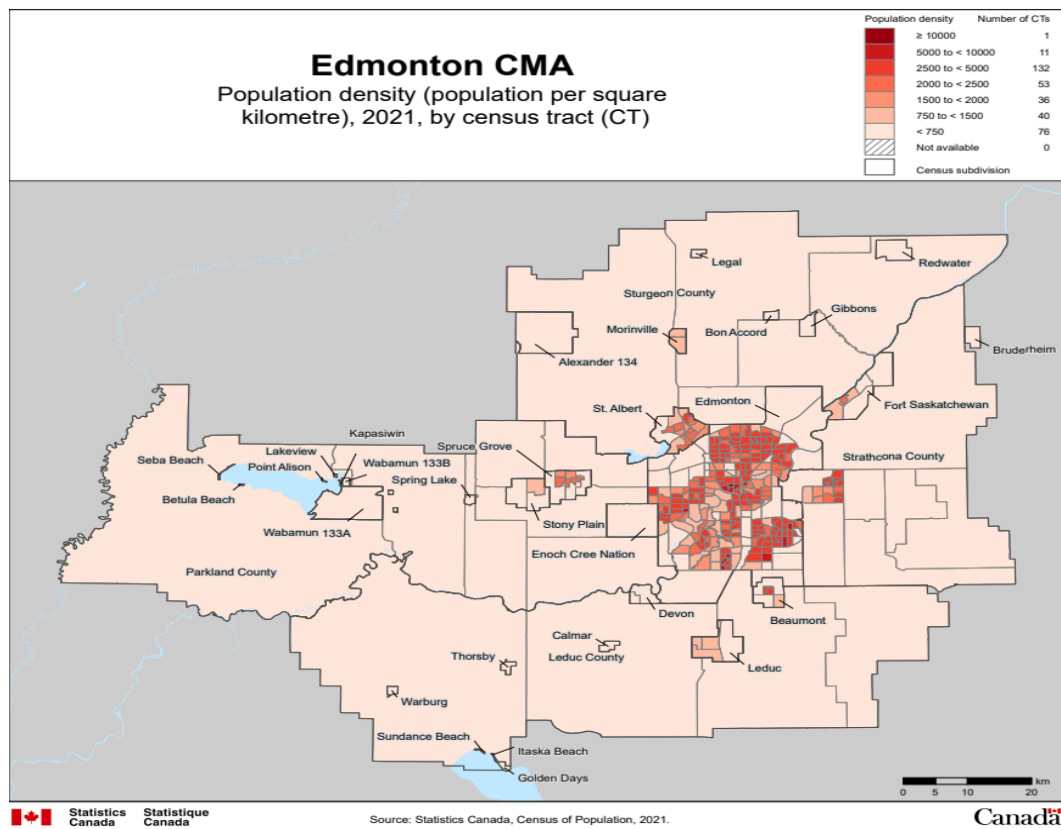 Edmonton CMA
Population density (population per square
kilometre), 2021, by census tract (CT)
Population density Number of CTs
≥ 10000 1
5000 to < 10000 11
2500 to < 5000 132
2000 to < 2500 53
1500 to < 2000 36
750 to < 1500 40
< 750 76
Not available 0
Census subdivision
Legal
Redwater
Sturgeon County
Gibbons
Morinville
Bon Accord
Bruderheim
Alexander 134
Edmonton
St. Albert
Fort Saskatchewan
Kapasiwin
Spruce Grove
Lakeview
Strathcona County
Seba Beach
Point Alison
Wabamun 133B
Spring Lake
Betula Beach
Stony Plain
Wabamun 133A
Enoch Cree Nation
Parkland County
Devon
Beaumont
Calmar
Thorsby
Leduc County
Leduc
Warburg
Sundance Beach
Itaska Beach
Golden Days
km
0 5 10 20
Statistics Statistique
Canada Canada
Source: Statistics Canada, Census of Population, 2021.
Canada